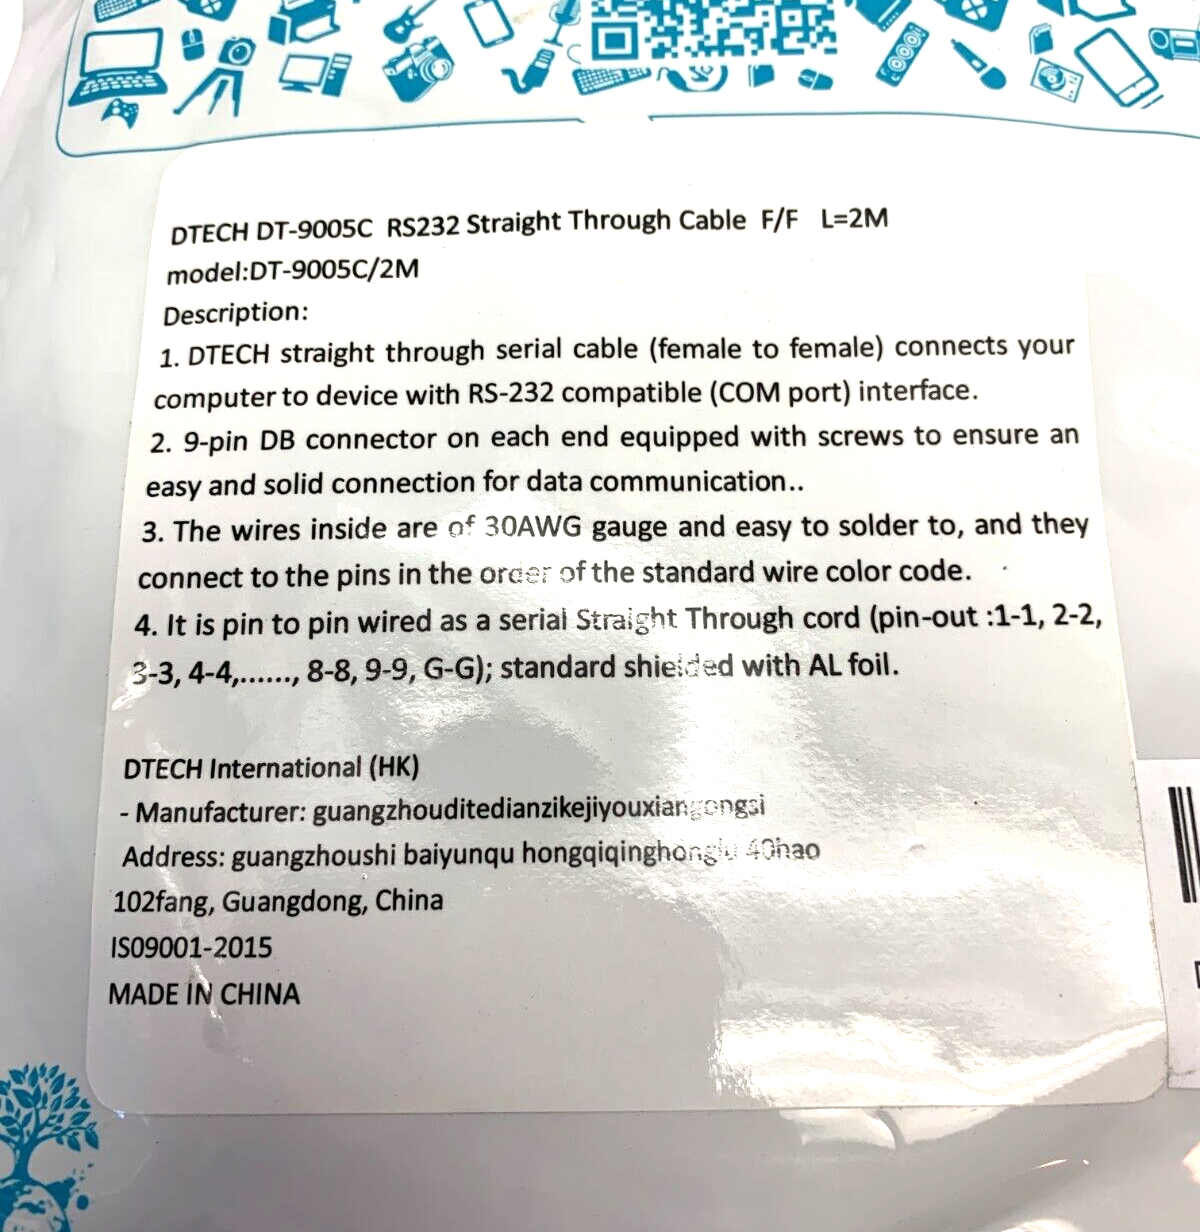 DTECH DT-9005C RS232 Straight Through Cable F/F L=2M
model:DT-9005C/2M
Description:
1. DTECH straight through serial cable (female to female) connects your
computer to device with RS-232 compatible (COM port) interface.
2. 9-pin DB connector on each end equipped with screws to ensure an
easy and solid connection for data communication..
3. The wires inside are of 30AWG gauge and easy to solder to, and they
connect to the pins in the order of the standard wire color code.
4. It is pin to pin wired as a serial Straight Through cord (pin-out :1-1, 2-2,
3-3, 4-4,......, 8-8, 9-9, G-G); standard shielded with AL foil.
DTECH International (HK)
- Manufacturer: guangzhouditedianzikejiyouxiangongsi
Address: guangzhoushi baiyunqu hongqiqinghonglu 40hao
102fang, Guangdong, China
IS09001-2015
MADE IN CHINA